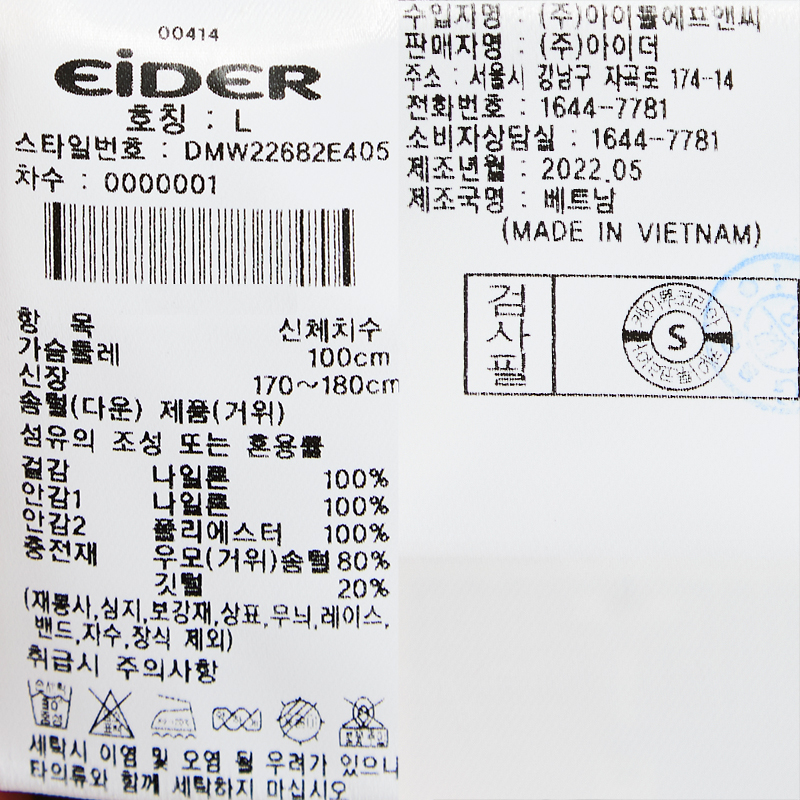 00414
EiDER
호칭 : L
스타일번호 : DMW22682E405
차수 : 0000001
항 목 신체치수
가슴둘레 100cm
신장 170~180cm
솜털(다운) 제품(거위)
섬유의 조성 또는 혼용률
겉감 나일론 100%
안감1 나일론 100%
안감2 폴리에스터 100%
충전재 우모(거위)솜털 80%
깃털 20%
(재봉사,심지,보강재,상표,무늬,레이스,
밴드,자수,장식 제외)
취급시 주의사항
중성
세탁시 이염 및 오염 될 우려가 있으니
타의류와 함께 세탁하지 마십시오
수입자명 : (주)아이몰에프앤씨
판매자명 : (주)아이더
주소 : 서울시 강남구 자곡로 174-14
전화번호 : 1644-7781
소비자상담실 : 1644-7781
제조년월 : 2022.05
제조국명 : 베트남
(MADE IN VIETNAM)
검사필
S